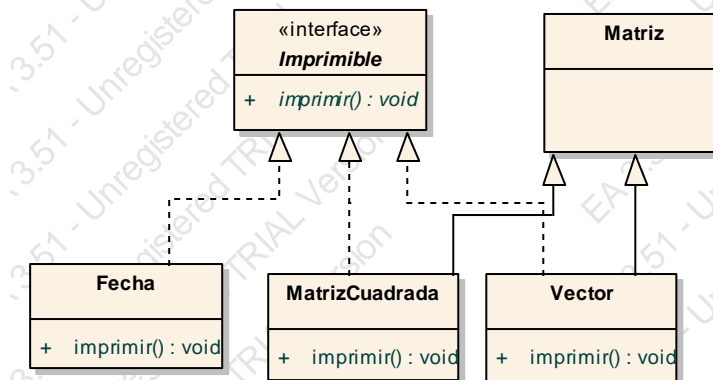 «interface»
Imprimible
+ imprimir() : void
Matriz
Fecha
+ imprimir() : void
MatrizCuadrada
+ imprimir() : void
Vector
+ imprimir() : void